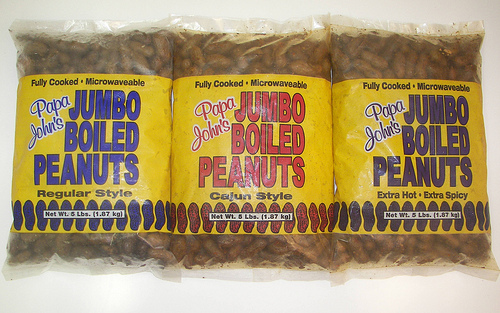 Fully Cooked • Microwaveable
Papa John's JUMBO
BOILED
PEANUTS
Regular Style
Net Wt. 5 Lbs. (1.87 kg)
Fully Cooked • Microwaveable
Papa John's JUMBO
BOILED
PEANUTS
Cajun Style
Net Wt. 5 Lbs. (1.87 kg)
Fully Cooked • Microwaveable
Papa John's JUMBO
BOILED
PEANUTS
Extra Hot • Extra Spicy
Net Wt. 5 Lbs. (1.87 kg)